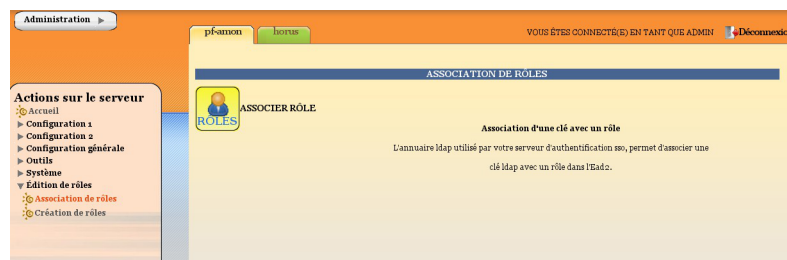 Administration
pf-amon
horus
VOUS ÊTES CONNECTÉ(E) EN TANT QUE ADMIN
Déconnexio
ASSOCIATION DE RÔLES
Actions sur le serveur
Accueil
Configuration 1
Configuration 2
Configuration générale
Outils
Système
Édition de rôles
Association de rôles
Création de rôles
RÔLES
ASSOCIER RÔLE
Association d'une clé avec un rôle
L'annuaire ldap utilisé par votre serveur d'authentification sso, permet d'associer une
clé ldap avec un rôle dans l'Ead2.